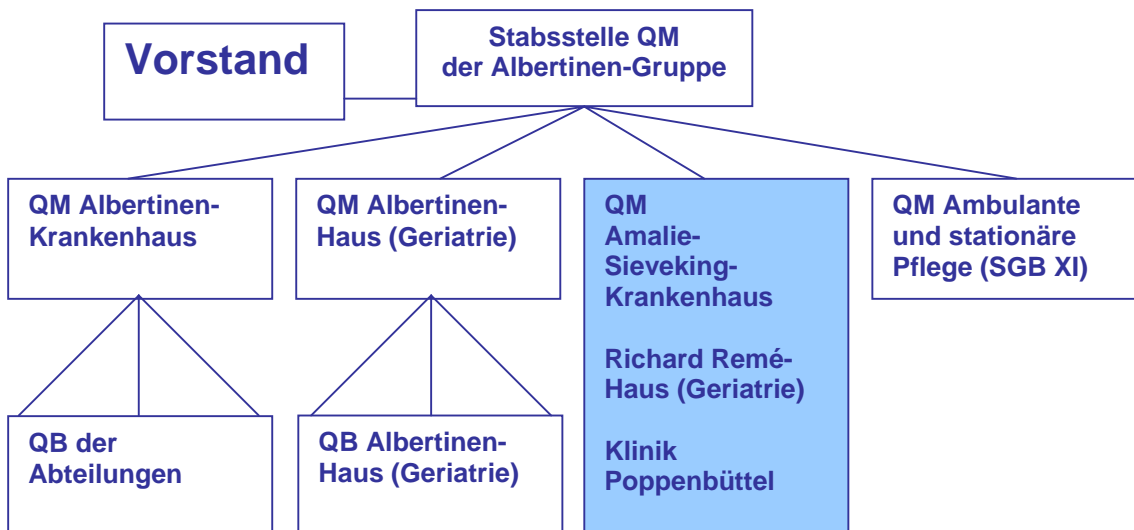 Vorstand
Stabsstelle QM
der Albertinen-Gruppe
QM Albertinen-
Krankenhaus
QM Albertinen-
Haus (Geriatrie)
QM
Amalie-
Sieveking-
Krankenhaus
Richard Remé-
Haus (Geriatrie)
Klinik
Poppenbüttel
QM Ambulante
und stationäre
Pflege (SGB XI)
QB der
Abteilungen
QB Albertinen-
Haus (Geriatrie)